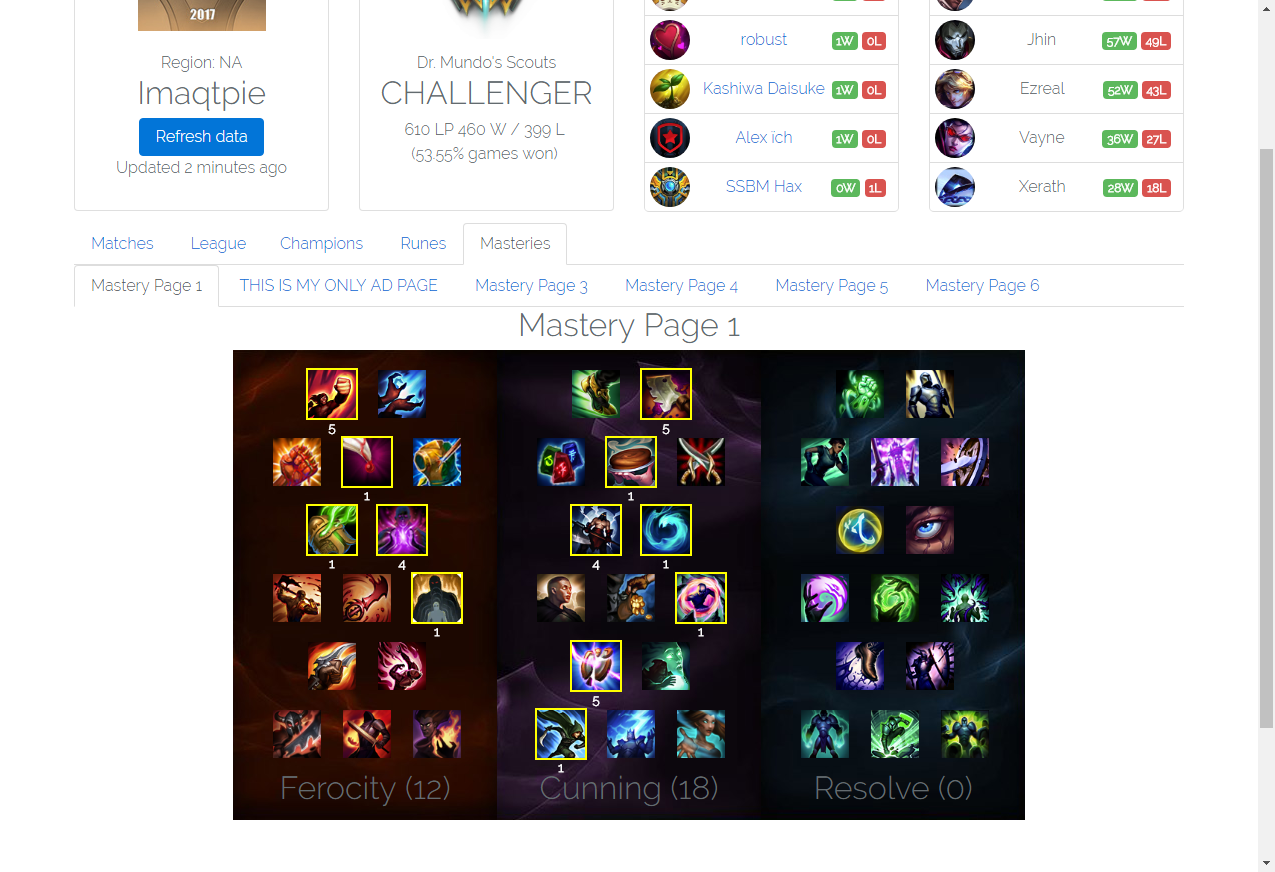 2017
Region: NA
Imaqtpie
Refresh data
Updated 2 minutes ago
Dr. Mundo's Scouts
CHALLENGER
610 LP 460 W / 399 L
(53.55% games won)
robust 1W 0L
Kashiwa Daisuke 1W 0L
Alex ich 1W 0L
SSBM Hax 0W 1L
Jhin 57W 49L
Ezreal 52W 43L
Vayne 36W 27L
Xerath 28W 18L
Matches League Champions Runes Masteries
Mastery Page 1 THIS IS MY ONLY AD PAGE Mastery Page 3 Mastery Page 4 Mastery Page 5 Mastery Page 6
Mastery Page 1
5 5
1 1
1 4 4 1
1 1
5
1
Ferocity (12) Cunning (18) Resolve (0)